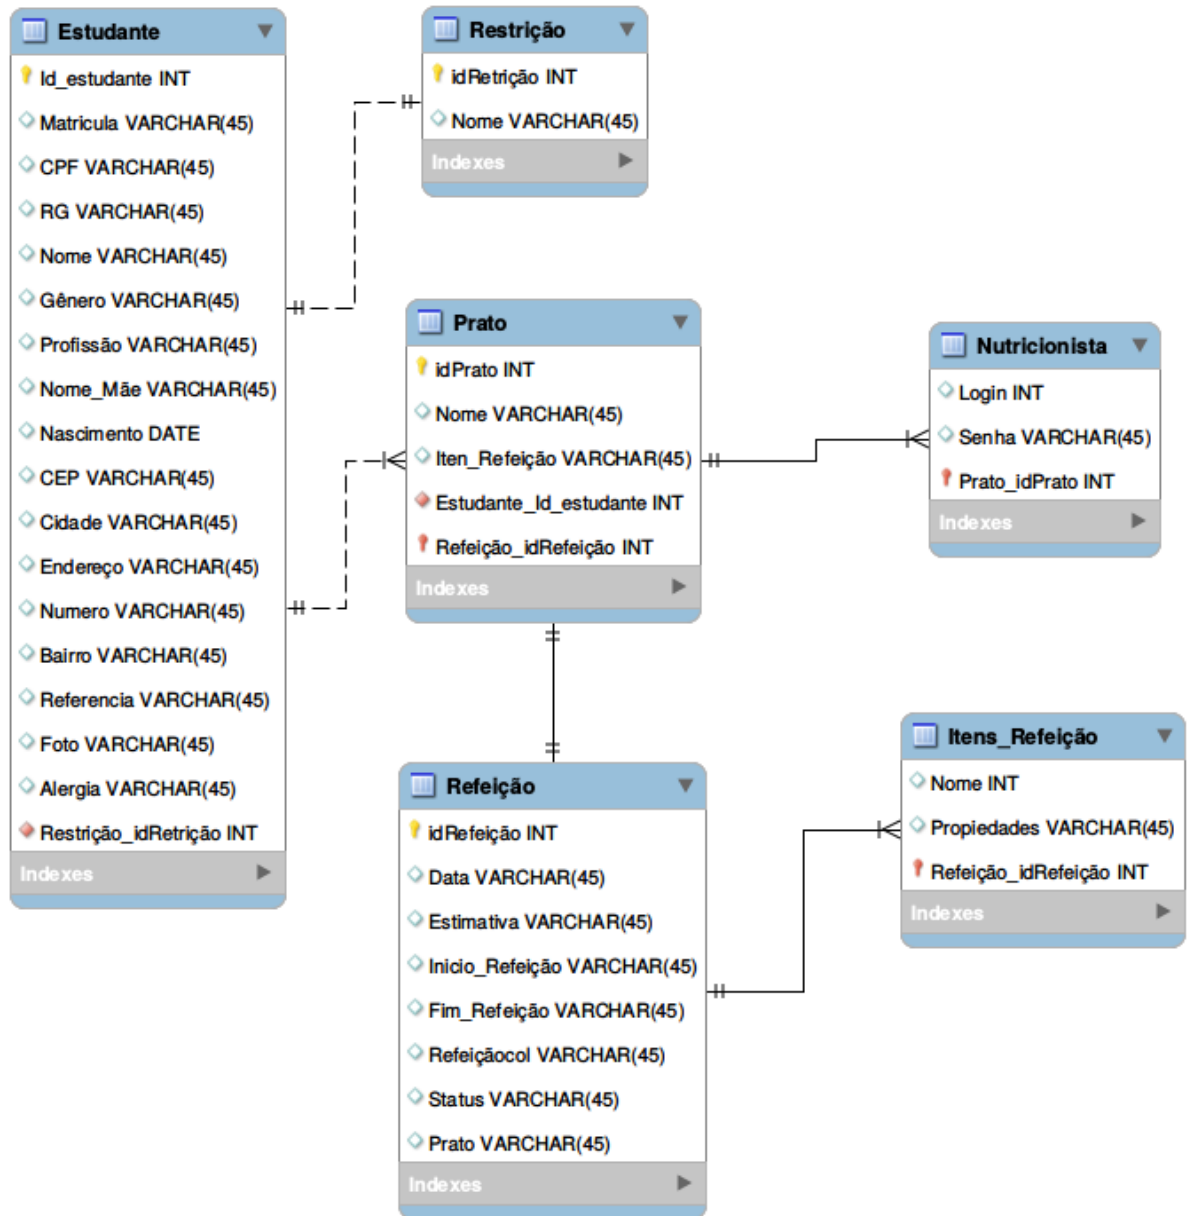 Estudante
Id_estudante INT
Matricula VARCHAR(45)
CPF VARCHAR(45)
RG VARCHAR(45)
Nome VARCHAR(45)
Gênero VARCHAR(45)
Profissão VARCHAR(45)
Nome_Mãe VARCHAR(45)
Nascimento DATE
CEP VARCHAR(45)
Cidade VARCHAR(45)
Endereço VARCHAR(45)
Numero VARCHAR(45)
Bairro VARCHAR(45)
Referencia VARCHAR(45)
Foto VARCHAR(45)
Alergia VARCHAR(45)
Restrição_idRetrição INT
Indexes
Restrição
idRetrição INT
Nome VARCHAR(45)
Indexes
Prato
idPrato INT
Nome VARCHAR(45)
Iten_Refeição VARCHAR(45)
Estudante_Id_estudante INT
Refeição_idRefeição INT
Indexes
Nutricionista
Login INT
Senha VARCHAR(45)
Prato_idPrato INT
Indexes
Refeição
idRefeição INT
Data VARCHAR(45)
Estimativa VARCHAR(45)
Inicio_Refeição VARCHAR(45)
Fim_Refeição VARCHAR(45)
Refeiçãocol VARCHAR(45)
Status VARCHAR(45)
Prato VARCHAR(45)
Indexes
Itens_Refeição
Nome INT
Propiedades VARCHAR(45)
Refeição_idRefeição INT
Indexes